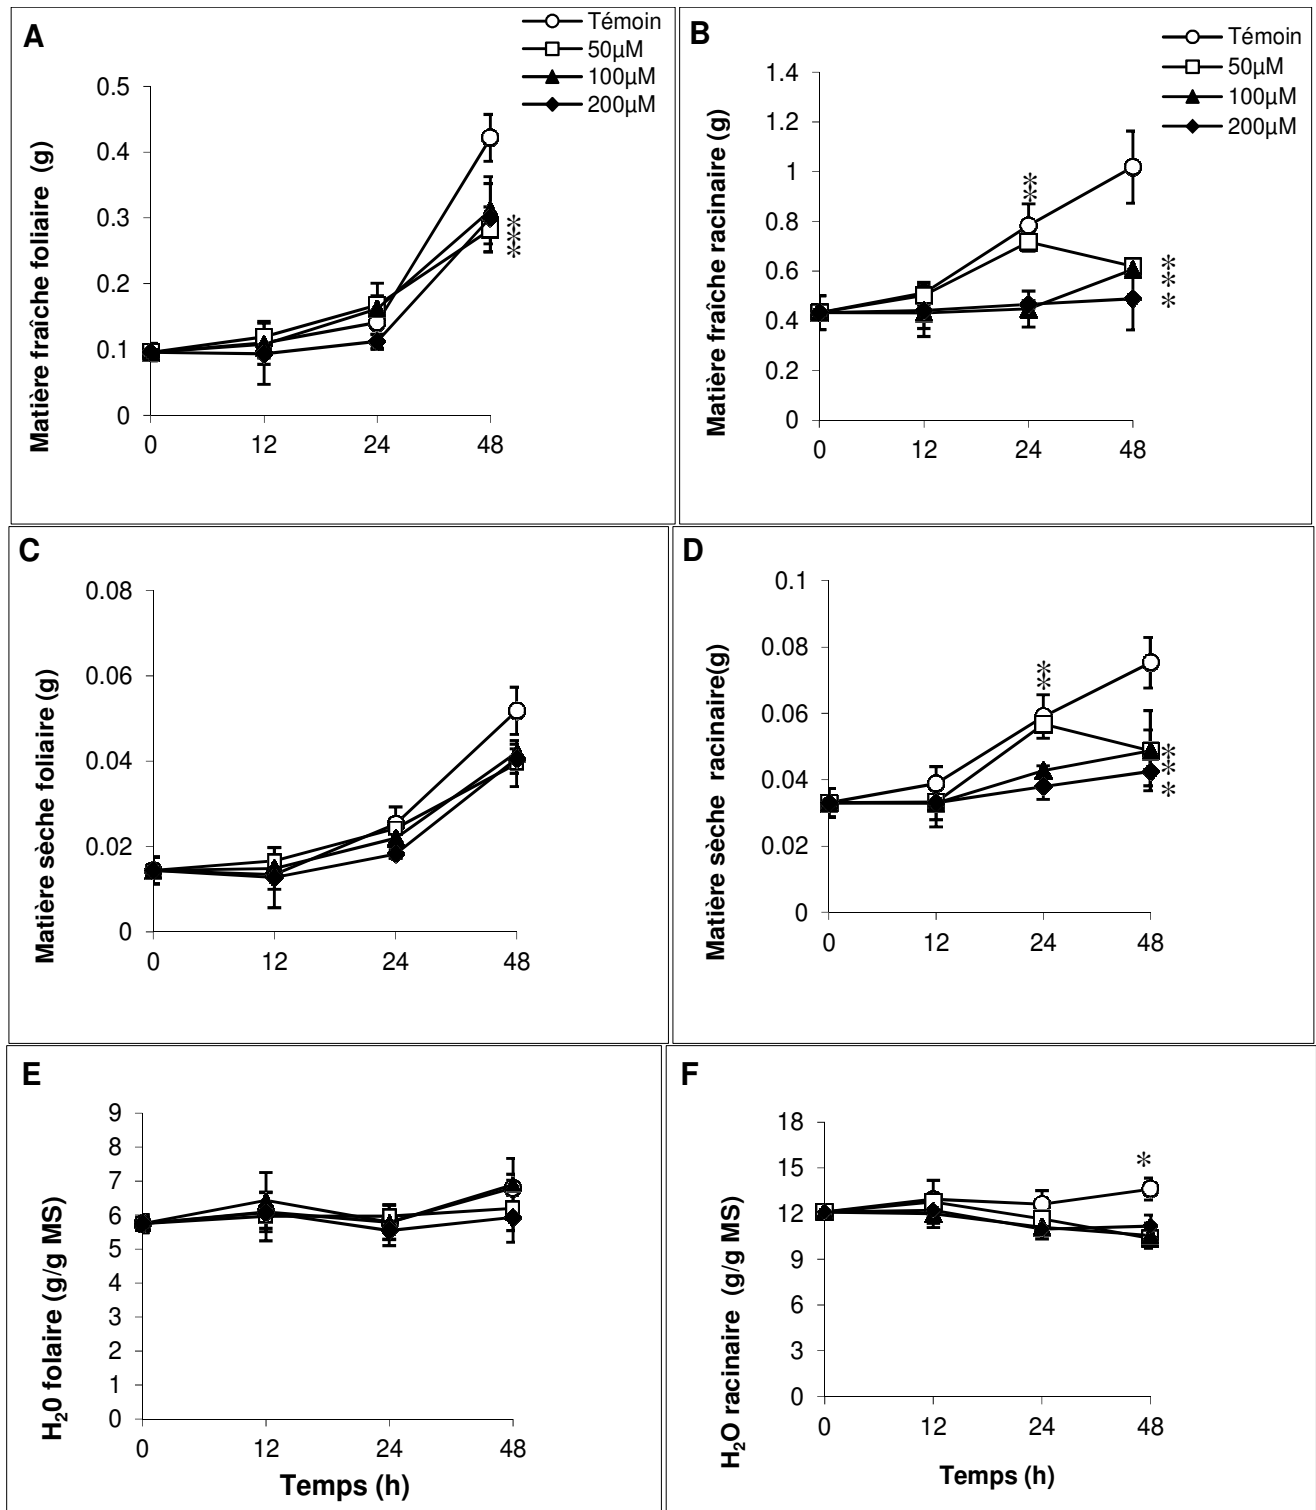 A
Témoin
50µM
100µM
200µM
Matière fraîche foliaire (g)
0.5
0.4
0.3
0.2
0.1
0
0 12 24 48
***
B
Témoin
50µM
100µM
200µM
Matière fraîche racinaire (g)
1.4
1.2
1
0.8
0.6
0.4
0.2
0
0 12 24 48
**
***
C
Matière sèche foliaire (g)
0.08
0.06
0.04
0.02
0
0 12 24 48
D
Matière sèche racinaire(g)
0.1
0.08
0.06
0.04
0.02
0
0 12 24 48
**
***
E
H₂0 folaire (g/g MS)
9
8
7
6
5
4
3
2
1
0
0 12 24 48
Temps (h)
F
H₂O racinaire (g/g MS)
18
15
12
9
6
3
0
0 12 24 48
*
Temps (h)